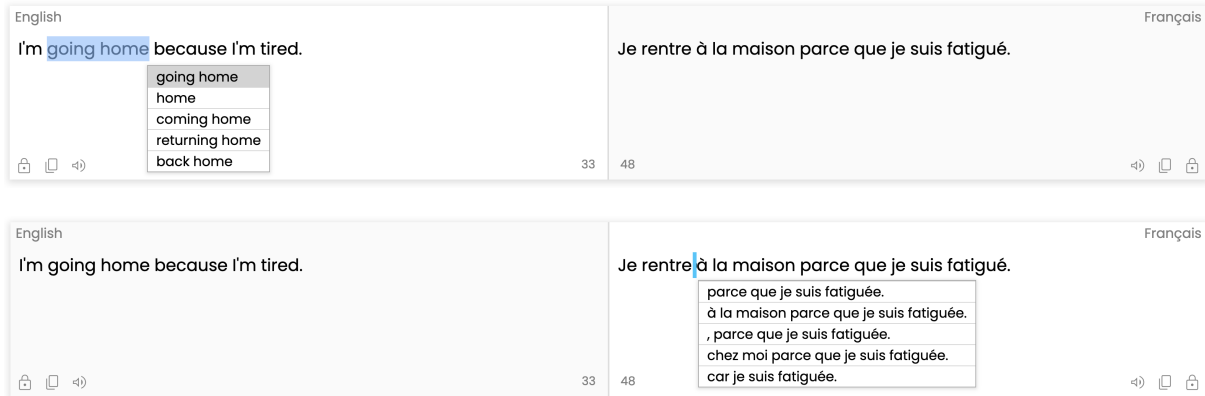 English
Français
I'm going home because I'm tired.
Je rentre à la maison parce que je suis fatigué.
going home
home
coming home
returning home
back home
33
48
English
Français
I'm going home because I'm tired.
Je rentre à la maison parce que je suis fatigué.
parce que je suis fatiguée.
à la maison parce que je suis fatiguée.
, parce que je suis fatiguée.
chez moi parce que je suis fatiguée.
car je suis fatiguée.
33
48